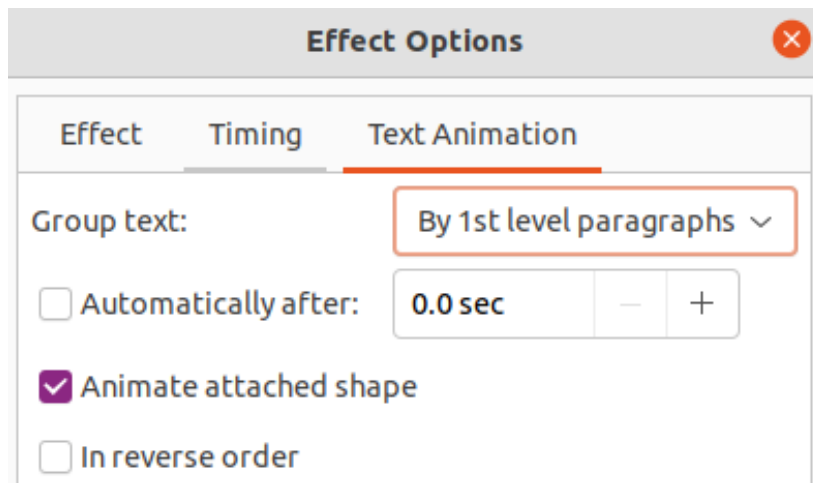 Effect Options
Effect Timing Text Animation
Group text: By 1st level paragraphs
Automatically after: 0.0 sec
Animate attached shape
In reverse order